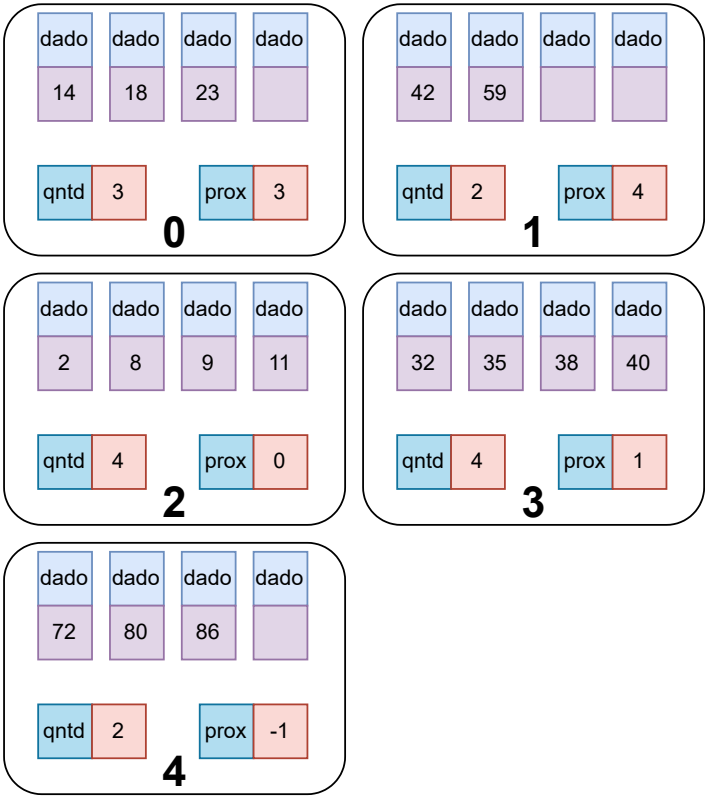 dado dado dado dado
14 18 23
qntd 3 prox 3
0
dado dado dado dado
42 59
qntd 2 prox 4
1
dado dado dado dado
2 8 9 11
qntd 4 prox 0
2
dado dado dado dado
32 35 38 40
qntd 4 prox 1
3
dado dado dado dado
72 80 86
qntd 2 prox -1
4